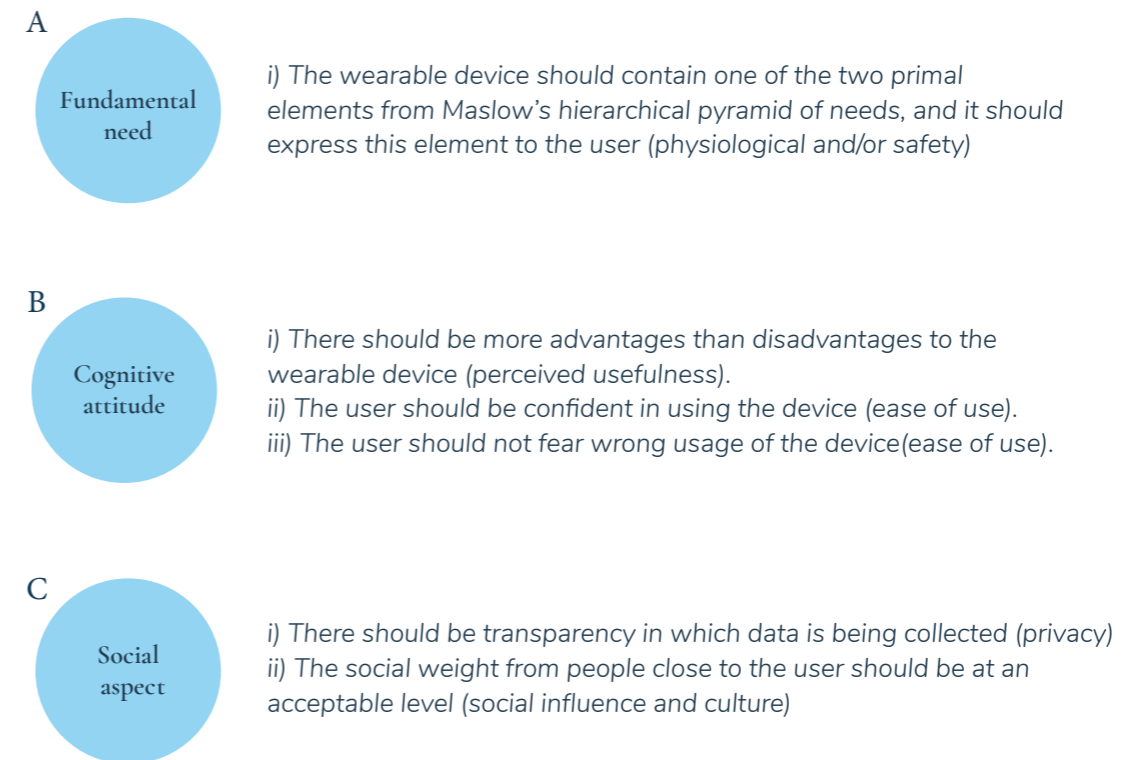 A
Fundamental
need
i) The wearable device should contain one of the two primal
elements from Maslow's hierarchical pyramid of needs, and it should
express this element to the user (physiological and/or safety)
B
Cognitive
attitude
i) There should be more advantages than disadvantages to the
wearable device (perceived usefulness).
ii) The user should be confident in using the device (ease of use).
iii) The user should not fear wrong usage of the device(ease of use).
C
Social
aspect
i) There should be transparency in which data is being collected (privacy)
ii) The social weight from people close to the user should be at an
acceptable level (social influence and culture)